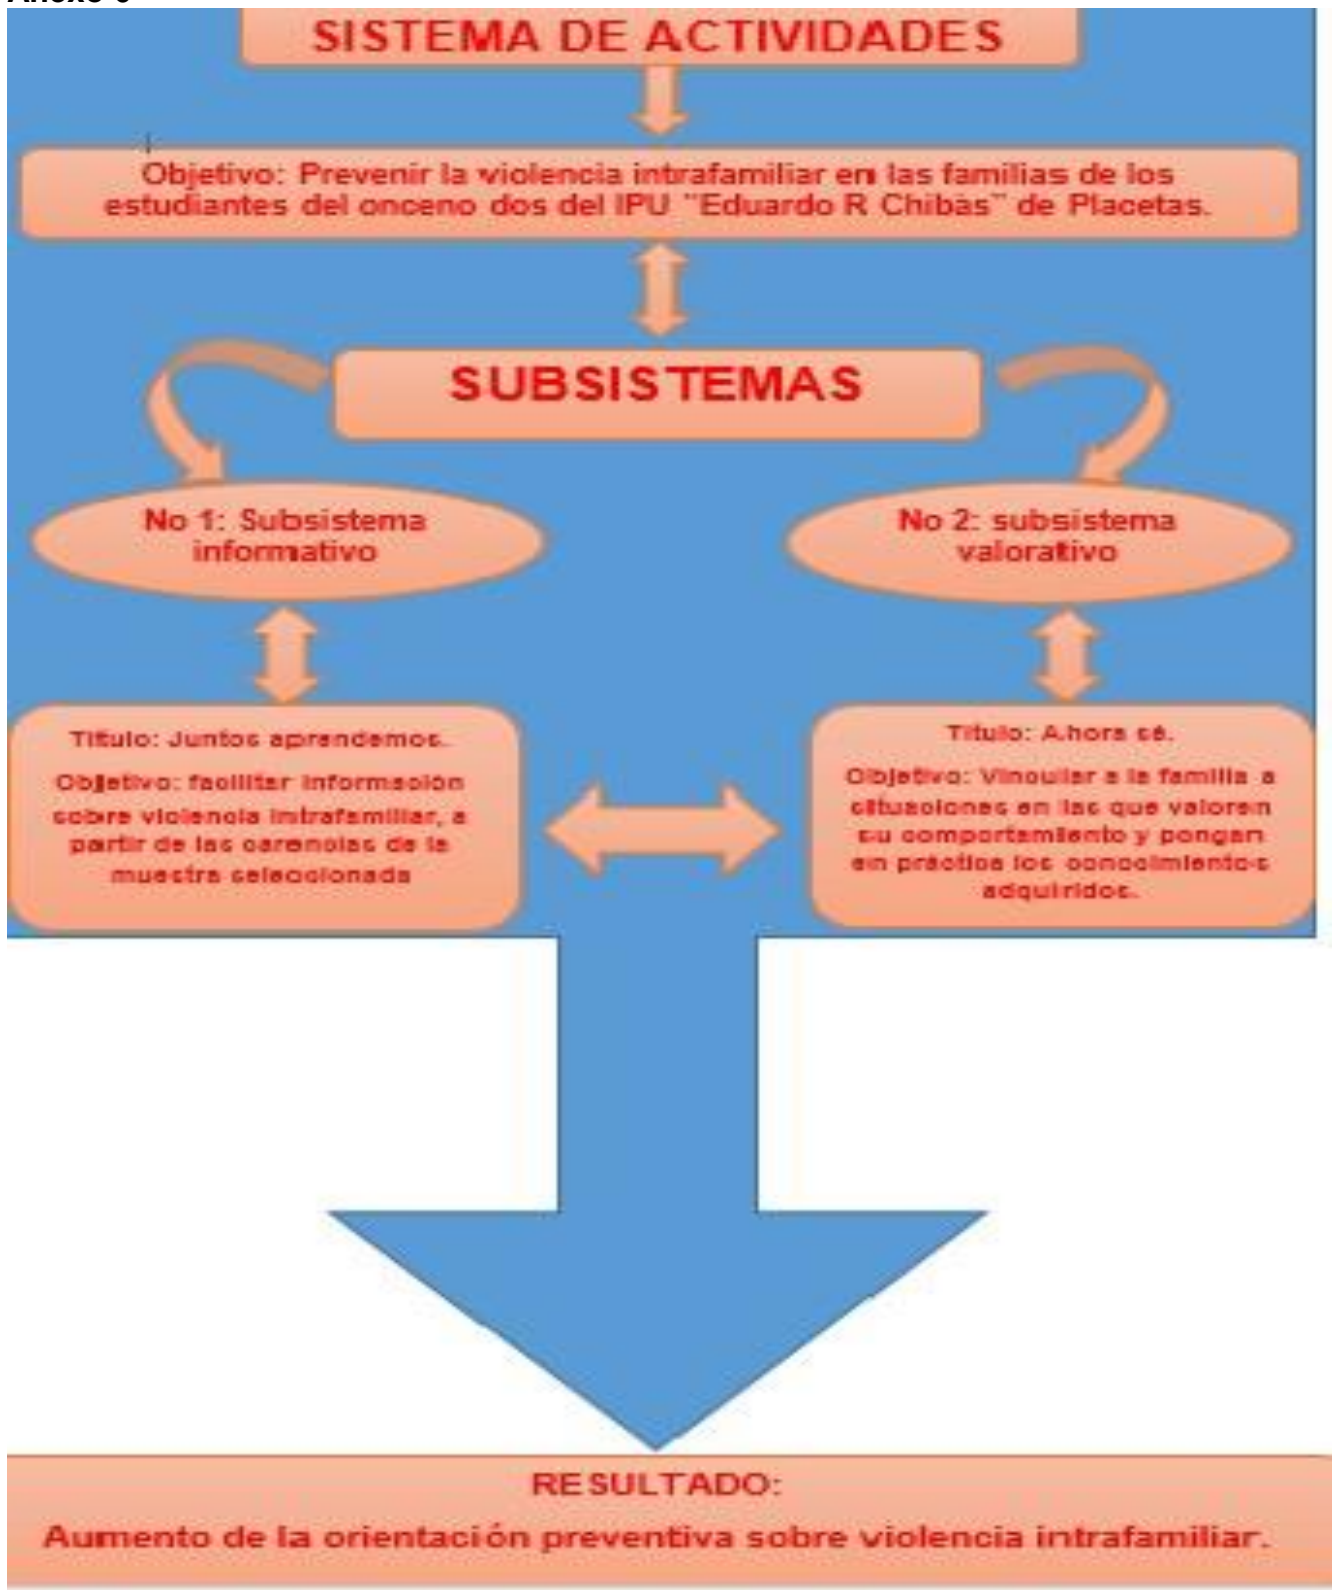 SISTEMA DE ACTIVIDADES
Objetivo: Prevenir la violencia intrafamiliar en las familias de los
estudiantes del onceno dos del IPU "Eduardo R Chibàs" de Placetas.
SUBSISTEMAS
No 1: Subsistema
informativo
No 2: subsistema
valorativo
Título: Juntos aprendemos.
Objetivo: facilitar información
sobre violencia intrafamiliar, a
partir de las carencias de la
muestra seleccionada
Título: Ahora sé.
Objetivo: Vincular a la familia a
situaciones en las que valoren
su comportamiento y pongan
en práctica los conocimientos
adquiridos.
RESULTADO:
Aumento de la orientación preventiva sobre violencia intrafamiliar.